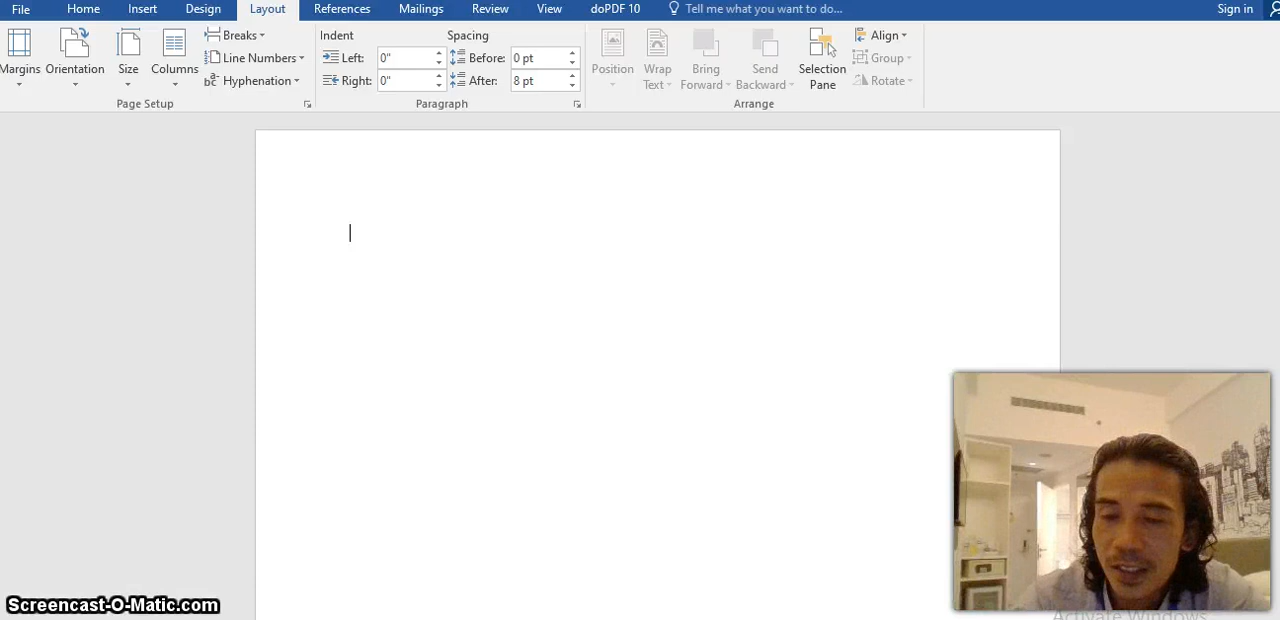 File Home Insert Design Layout References Mailings Review View doPDF 10 Tell me what you want to do... Sign in
Margins
Orientation
Size
Columns
Breaks
Line Numbers
Hyphenation
Page Setup
Indent
Left: 0"
Right: 0"
Spacing
Before: 0 pt
After: 8 pt
Paragraph
Position
Wrap
Text
Bring
Forward
Send
Backward
Selection
Pane
Align
Group
Rotate
Arrange
Screencast-O-Matic.com
Activate Windows